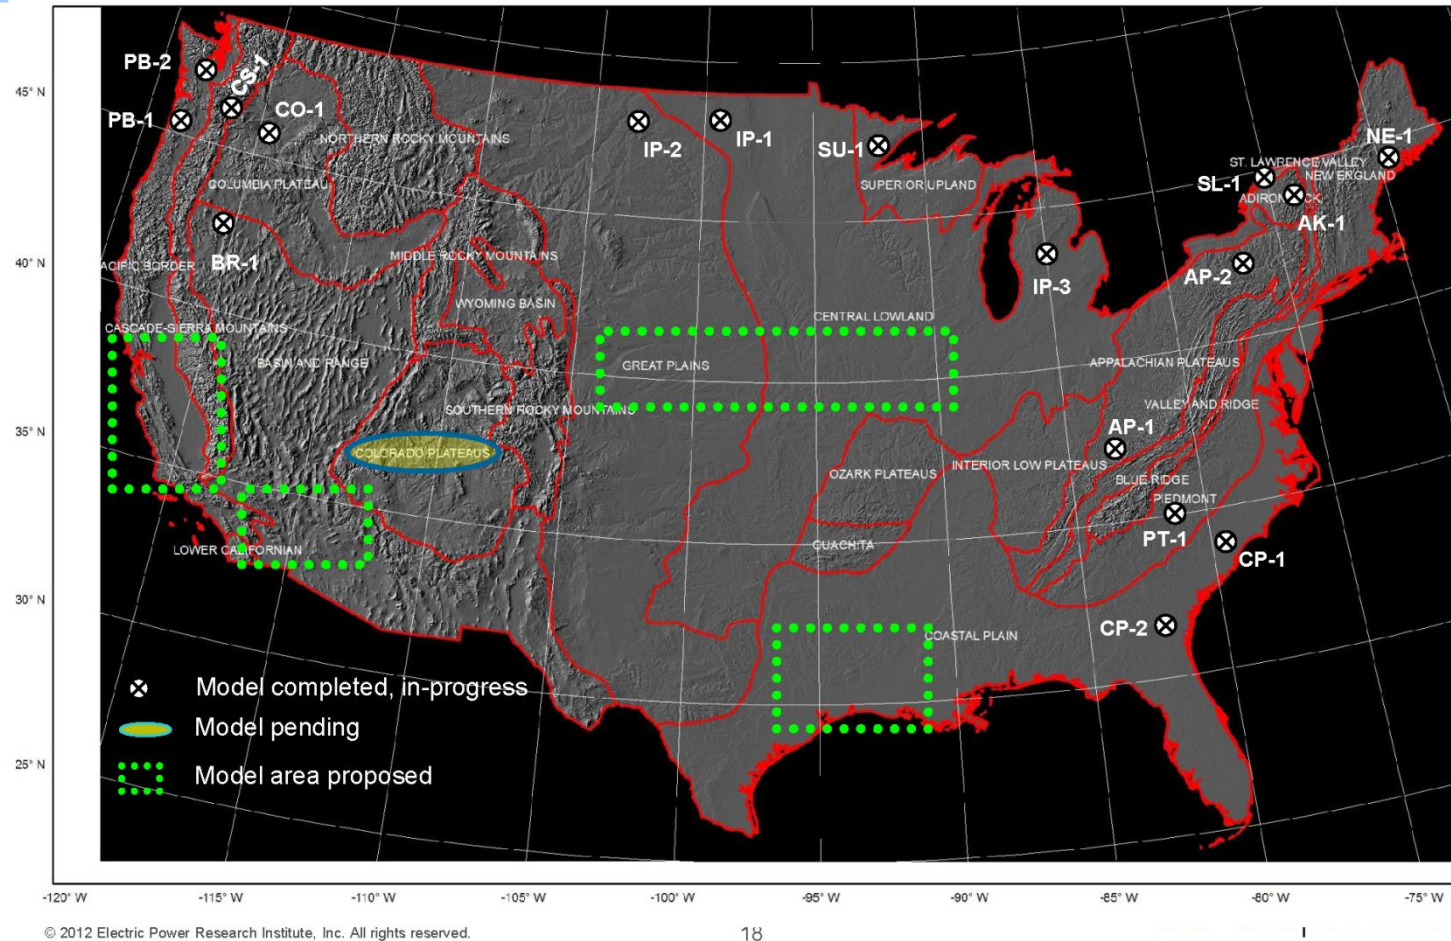 45° N
40° N
35° N
30° N
25° N
PB-2
CS-1
PB-1
CO-1
NORTHERN ROCKY MOUNTAINS
IP-2
IP-1
SU-1
NE-1
ST. LAWRENCE VALLEY
NEW ENGLAND
SL-1
SUPERIOR UPLAND
COLUMBIA PLATEAU
ADIRONDACK
AK-1
BR-1
PACIFIC BORDER
MIDDLE ROCKY MOUNTAINS
AP-2
IP-3
WYOMING BASIN
CENTRAL LOWLAND
CASCADE-SIERRA MOUNTAINS
BASIN AND RANGE
GREAT PLAINS
APPALACHIAN PLATEAUS
SOUTHERN ROCKY MOUNTAINS
VALLEY AND RIDGE
AP-1
COLORADO PLATEAUS
OZARK PLATEAUS
INTERIOR LOW PLATEAUS
BLUE RIDGE
PIEDMONT
PT-1
LOWER CALIFORNIAN
OUACHITA
CP-1
CP-2
COASTAL PLAIN
Model completed, in-progress
Model pending
Model area proposed
-120° W
-115° W
-110° W
-105° W
-100° W
-95° W
-90° W
-85° W
-80° W
-75° W
© 2012 Electric Power Research Institute, Inc. All rights reserved.
18